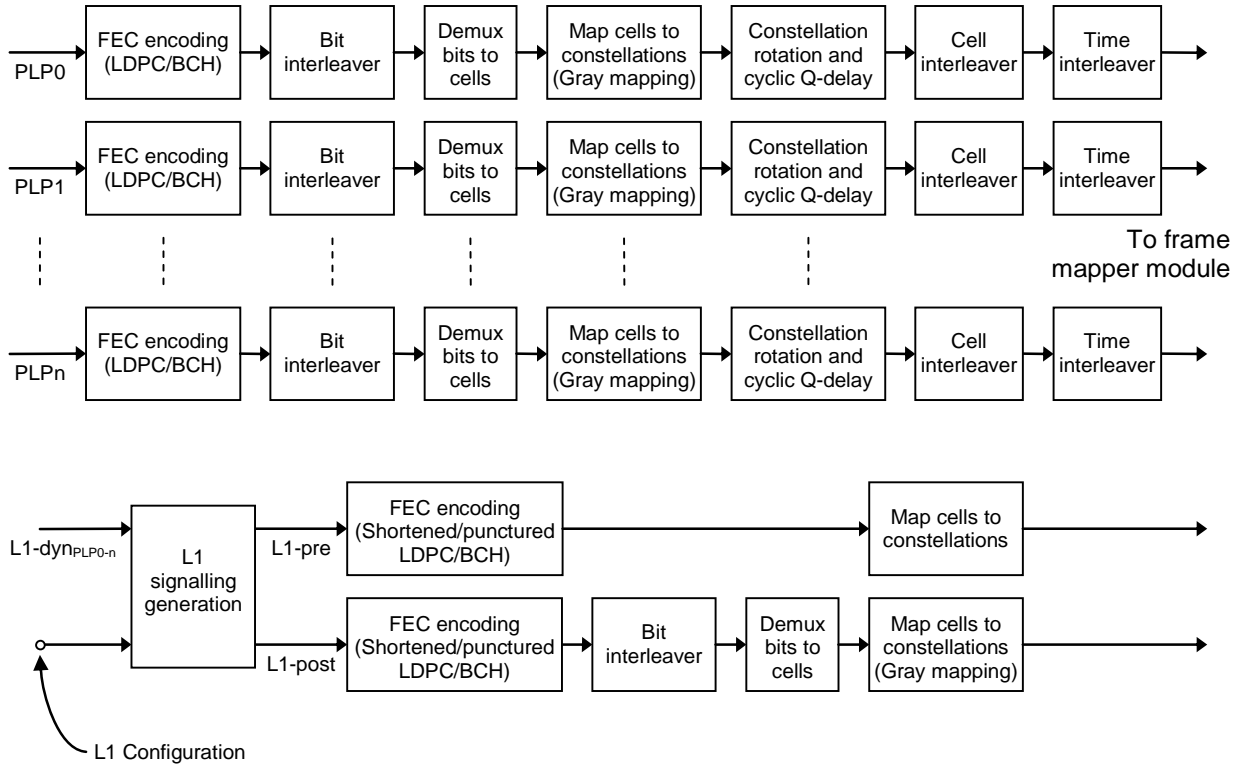 PLP0
FEC encoding
(LDPC/BCH)
Bit
interleaver
Demux
bits to
cells
Map cells to
constellations
(Gray mapping)
Constellation
rotation and
cyclic Q-delay
Cell
interleaver
Time
interleaver
PLP1
FEC encoding
(LDPC/BCH)
Bit
interleaver
Demux
bits to
cells
Map cells to
constellations
(Gray mapping)
Constellation
rotation and
cyclic Q-delay
Cell
interleaver
Time
interleaver
To frame
mapper module
PLPn
FEC encoding
(LDPC/BCH)
Bit
interleaver
Demux
bits to
cells
Map cells to
constellations
(Gray mapping)
Constellation
rotation and
cyclic Q-delay
Cell
interleaver
Time
interleaver
L1-dynPLP0-n
L1
signalling
generation
L1-pre
FEC encoding
(Shortened/punctured
LDPC/BCH)
Map cells to
constellations
L1-post
FEC encoding
(Shortened/punctured
LDPC/BCH)
Bit
interleaver
Demux
bits to
cells
Map cells to
constellations
(Gray mapping)
L1 Configuration